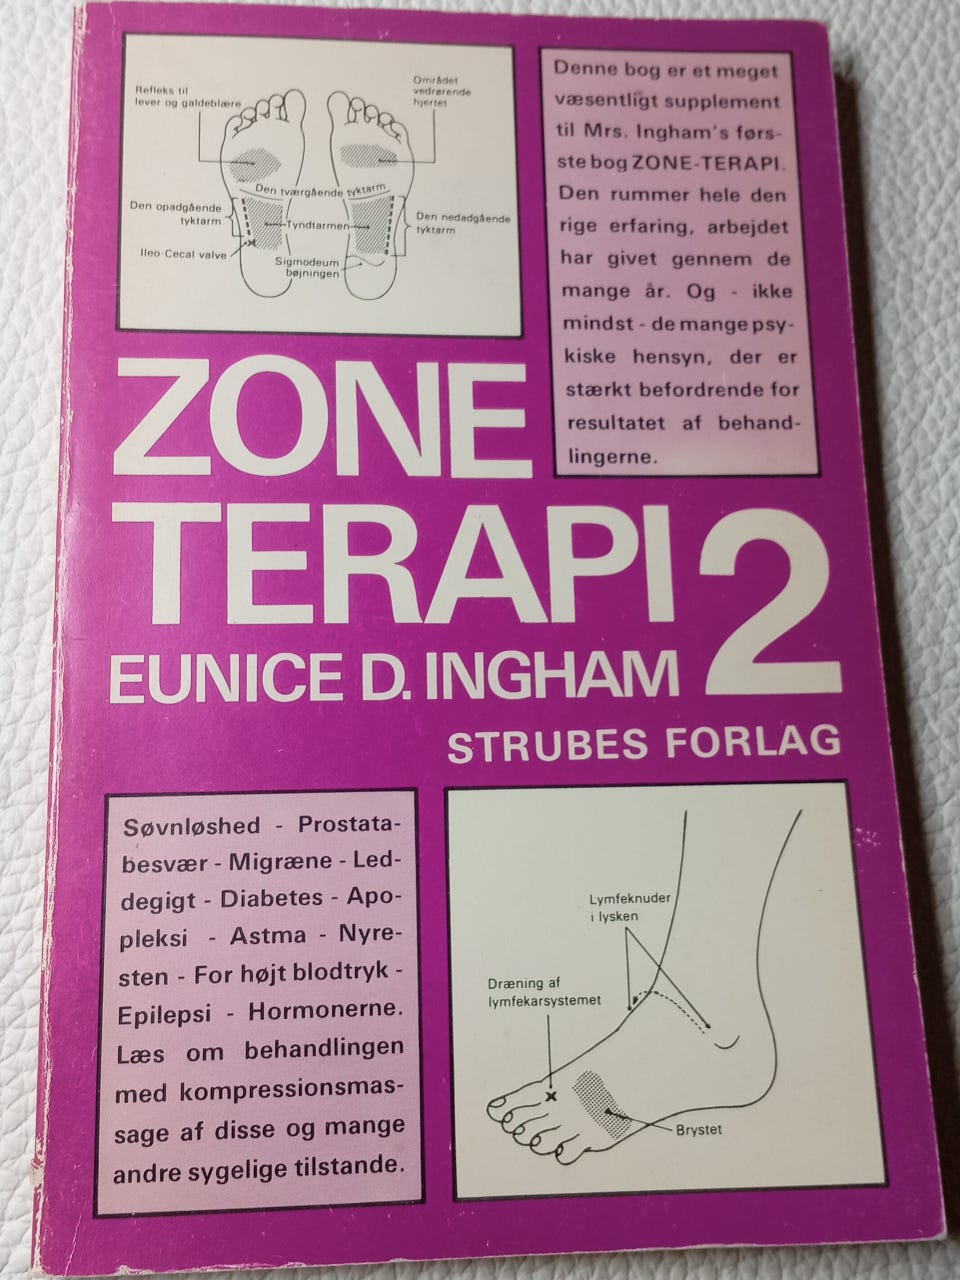 Refleks til
lever og galdeblære
Området
vedrørende
hjertet
Den tværgående tyktarm
Den opadgående
tyktarm
Tyndtarmen
Den nedadgående
tyktarm
Ileo-Cecal valve
Sigmodeum
bøjningen
Denne bog er et meget
væsentligt supplement
til Mrs. Ingham's førs-
ste bog ZONE-TERAPI.
Den rummer hele den
rige erfaring, arbejdet
har givet gennem de
mange år. Og - ikke
mindst - de mange psy-
kiske hensyn, der er
stærkt befordrende for
resultatet af behand-
lingerne.
ZONE
TERAPI 2
EUNICE D. INGHAM
STRUBES FORLAG
Søvnløshed - Prostata-
besvær - Migræne - Led-
degigt - Diabetes - Apo-
pleksi - Astma - Nyre-
sten - For højt blodtryk -
Epilepsi - Hormonerne.
Læs om behandlingen
med kompressionsmas-
sage af disse og mange
andre sygelige tilstande.
Lymfeknuder
i lysken
Dræning af
lymfekarsystemet
Brystet